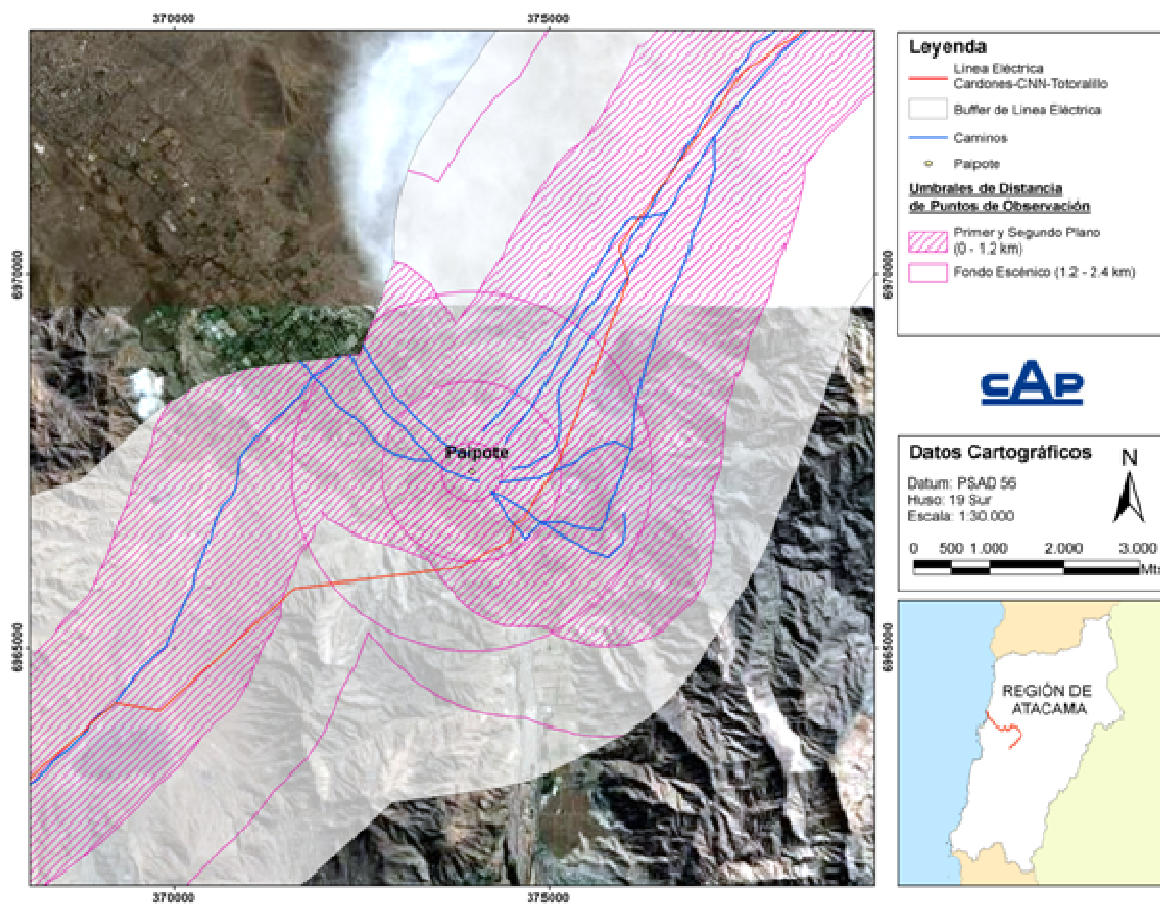 370000
375000
6970000
6970000
6965000
6965000
Paipote
370000
375000
Leyenda
Línea Eléctrica
Cardones-CNN-Totoralillo
Buffer de Línea Eléctrica
Caminos
Paipote
Umbrales de Distancia
de Puntos de Observación
Primer y Segundo Plano
(0 - 1.2 km)
Fondo Escénico (1.2 - 2.4 km)
CAP
Datos Cartográficos
N
Datum: PSAD 56
Huso: 19 Sur
Escala: 1:30.000
0 500 1.000 2.000 3.000
Mts
REGIÓN DE
ATACAMA